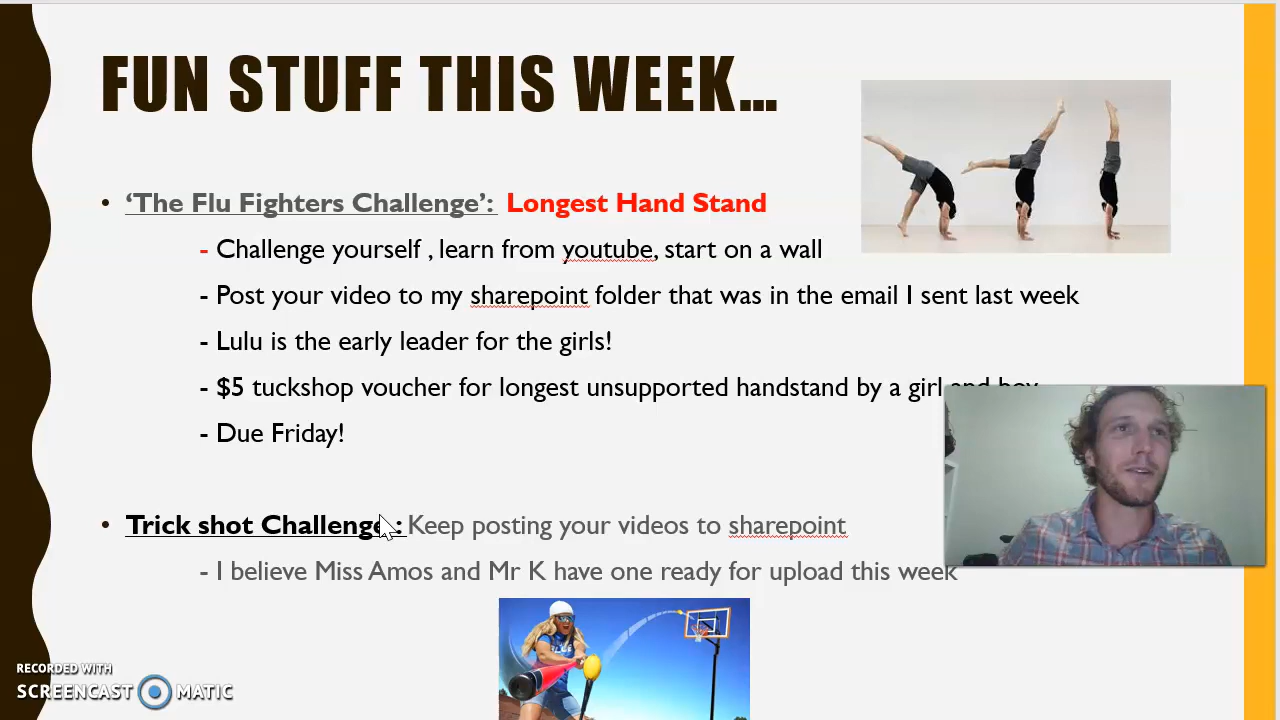 FUN STUFF THIS WEEK...
• ‘The Flu Fighters Challenge’: Longest Hand Stand
- Challenge yourself , learn from youtube, start on a wall
- Post your video to my sharepoint folder that was in the email I sent last week
- Lulu is the early leader for the girls!
- $5 tuckshop voucher for longest unsupported handstand by a girl and boy
- Due Friday!
• Trick shot Challenge : Keep posting your videos to sharepoint
- I believe Miss Amos and Mr K have one ready for upload this week
RECORDED WITH
SCREENCAST MATIC